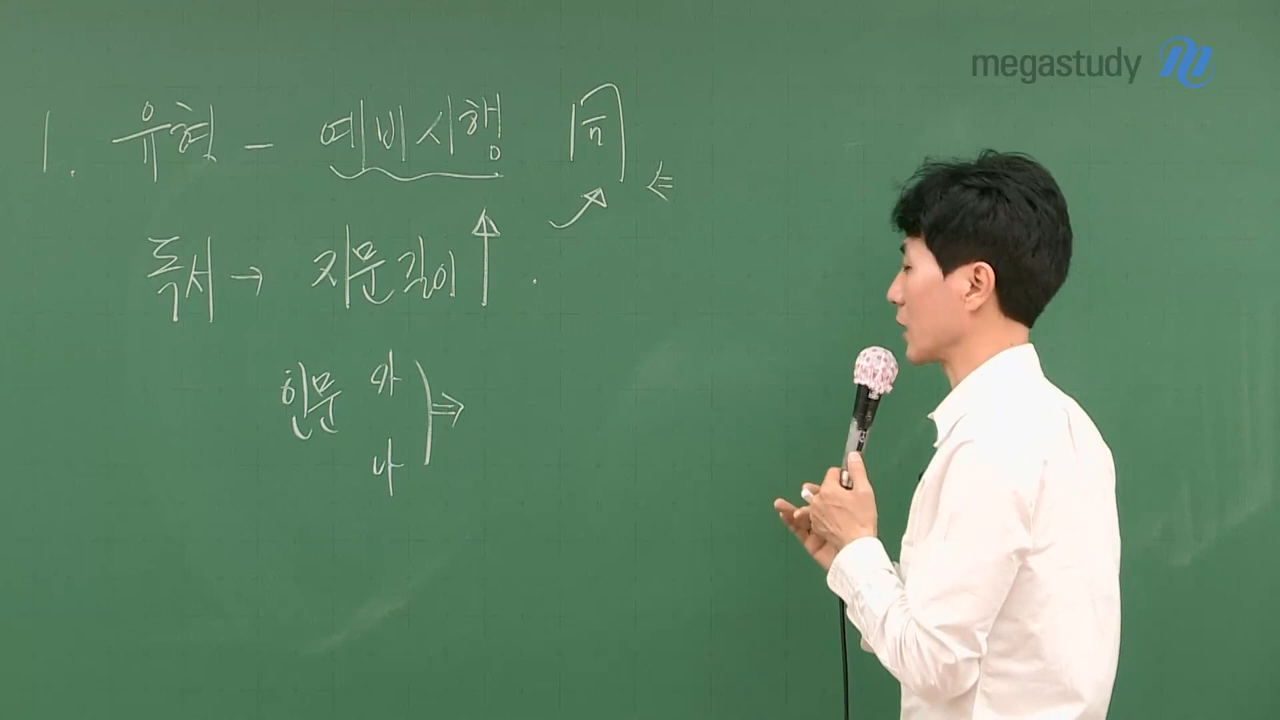 megastudy
1. 유형 - 예비시행 同 ⇐
독서 → 지문길이 ↑.
인문 가
나 ⇒